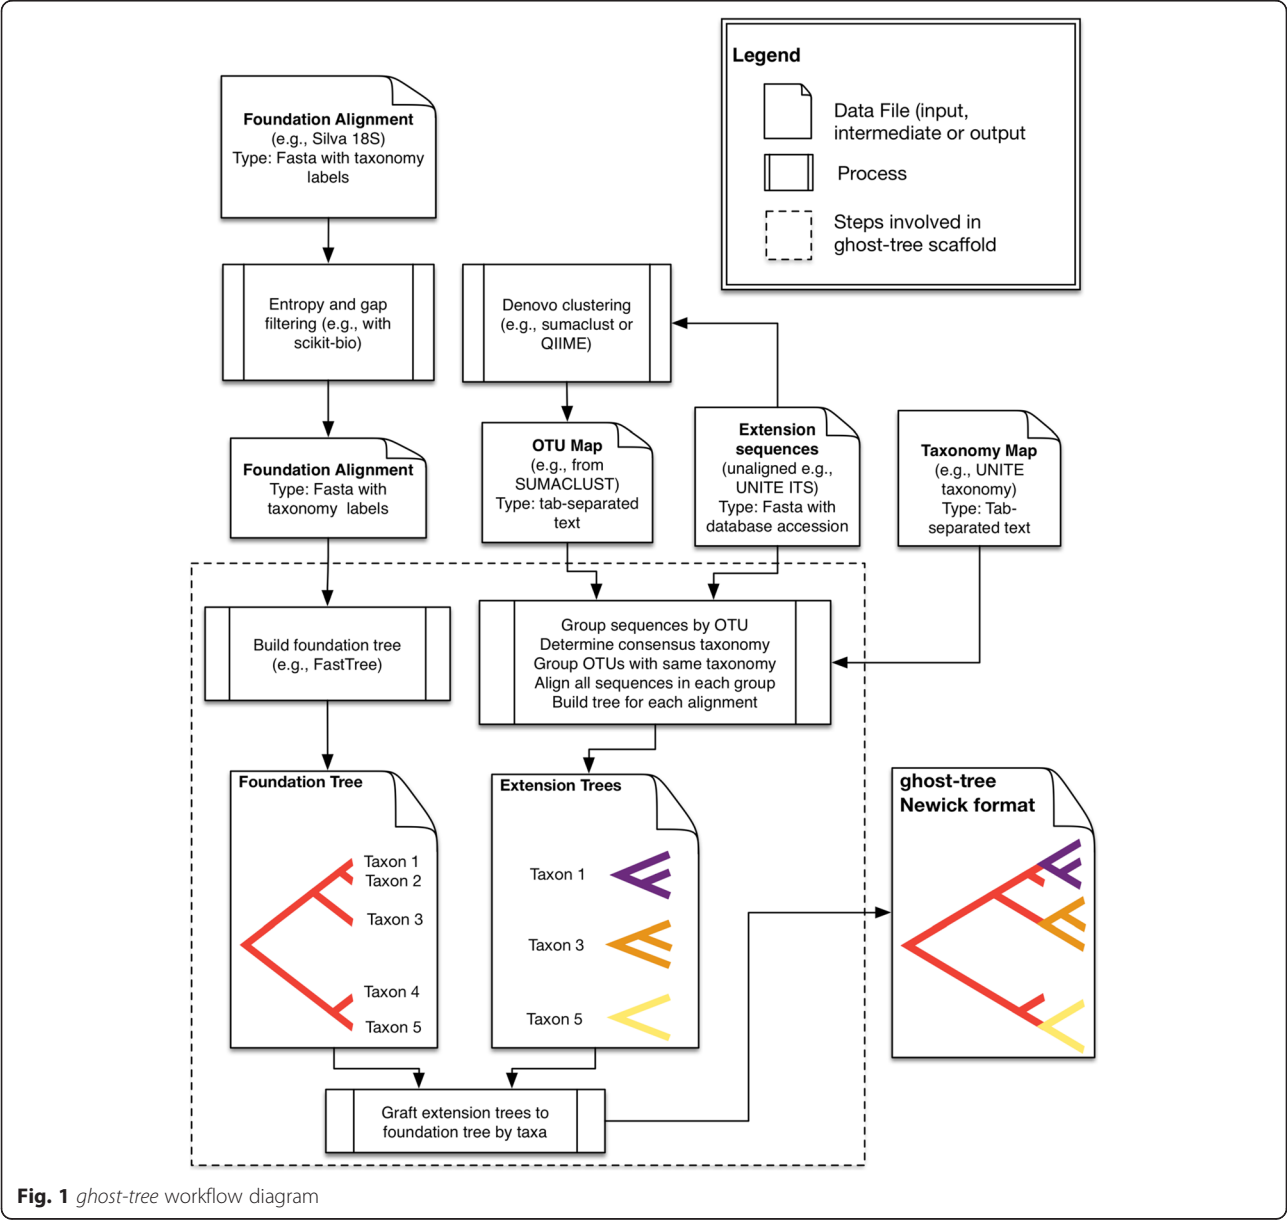 Legend
Data File (input,
intermediate or output
Process
Steps involved in
ghost-tree scaffold
Foundation Alignment
(e.g., Silva 18S)
Type: Fasta with taxonomy
labels
Entropy and gap
filtering (e.g., with
scikit-bio)
Denovo clustering
(e.g., sumaclust or
QIIME)
Foundation Alignment
Type: Fasta with
taxonomy labels
OTU Map
(e.g., from
SUMACLUST)
Type: tab-separated
text
Extension
sequences
(unaligned e.g.,
UNITE ITS)
Type: Fasta with
database accession
Taxonomy Map
(e.g., UNITE
taxonomy)
Type: Tab-
separated text
Build foundation tree
(e.g., FastTree)
Group sequences by OTU
Determine consensus taxonomy
Group OTUs with same taxonomy
Align all sequences in each group
Build tree for each alignment
Foundation Tree
Taxon 1
Taxon 2
Taxon 3
Taxon 4
Taxon 5
Extension Trees
Taxon 1
Taxon 3
Taxon 5
ghost-tree
Newick format
Graft extension trees to
foundation tree by taxa
Fig. 1 ghost-tree workflow diagram